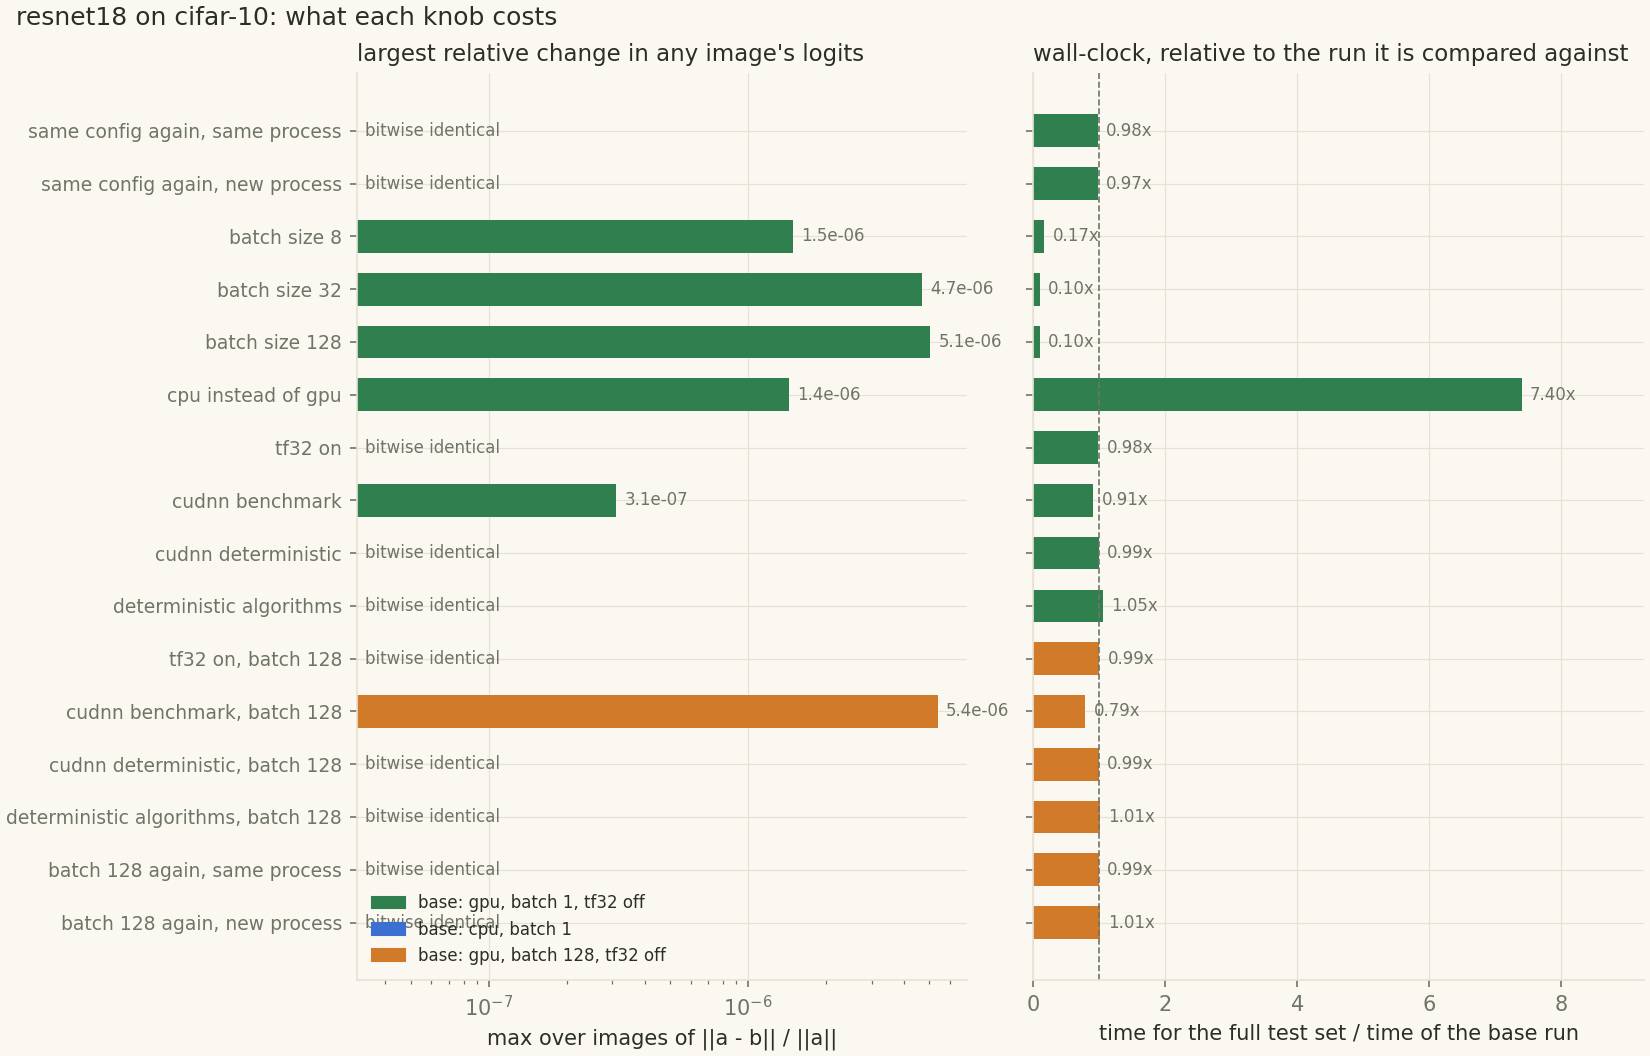 resnet18 on cifar-10: what each knob costs
largest relative change in any image's logits
wall-clock, relative to the run it is compared against
same config again, same process bitwise identical 0.98x
same config again, new process bitwise identical 0.97x
batch size 8 1.5e-06 0.17x
batch size 32 4.7e-06 0.10x
batch size 128 5.1e-06 0.10x
cpu instead of gpu 1.4e-06 7.40x
tf32 on bitwise identical 0.98x
cudnn benchmark 3.1e-07 0.91x
cudnn deterministic bitwise identical 0.99x
deterministic algorithms bitwise identical 1.05x
tf32 on, batch 128 bitwise identical 0.99x
cudnn benchmark, batch 128 5.4e-06 0.79x
cudnn deterministic, batch 128 bitwise identical 0.99x
deterministic algorithms, batch 128 bitwise identical 1.01x
batch 128 again, same process bitwise identical 0.99x
batch 128 again, new process bitwise identical 1.01x
base: gpu, batch 1, tf32 off
base: cpu, batch 1
base: gpu, batch 128, tf32 off
10⁻⁷ 10⁻⁶
max over images of ||a - b|| / ||a||
0 2 4 6 8
time for the full test set / time of the base run